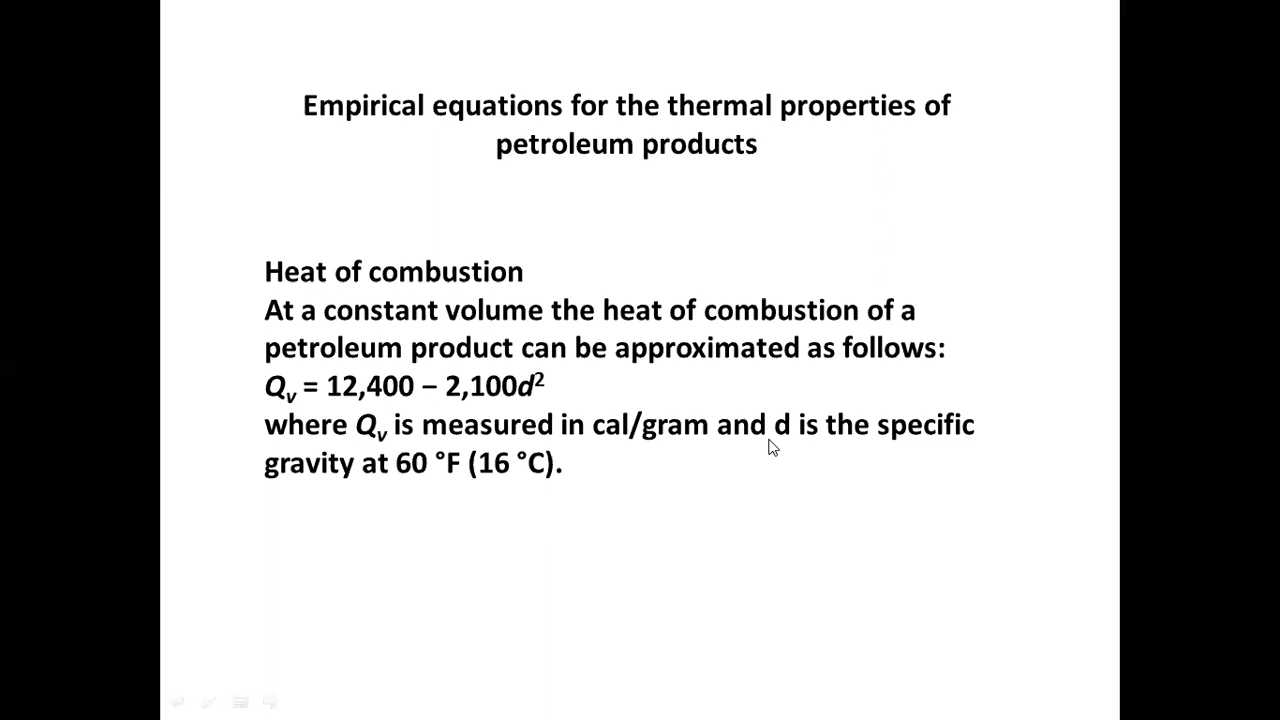 Empirical equations for the thermal properties of
petroleum products
Heat of combustion
At a constant volume the heat of combustion of a
petroleum product can be approximated as follows:
Qᵥ = 12,400 − 2,100d²
where Qᵥ is measured in cal/gram and d is the specific
gravity at 60 °F (16 °C).